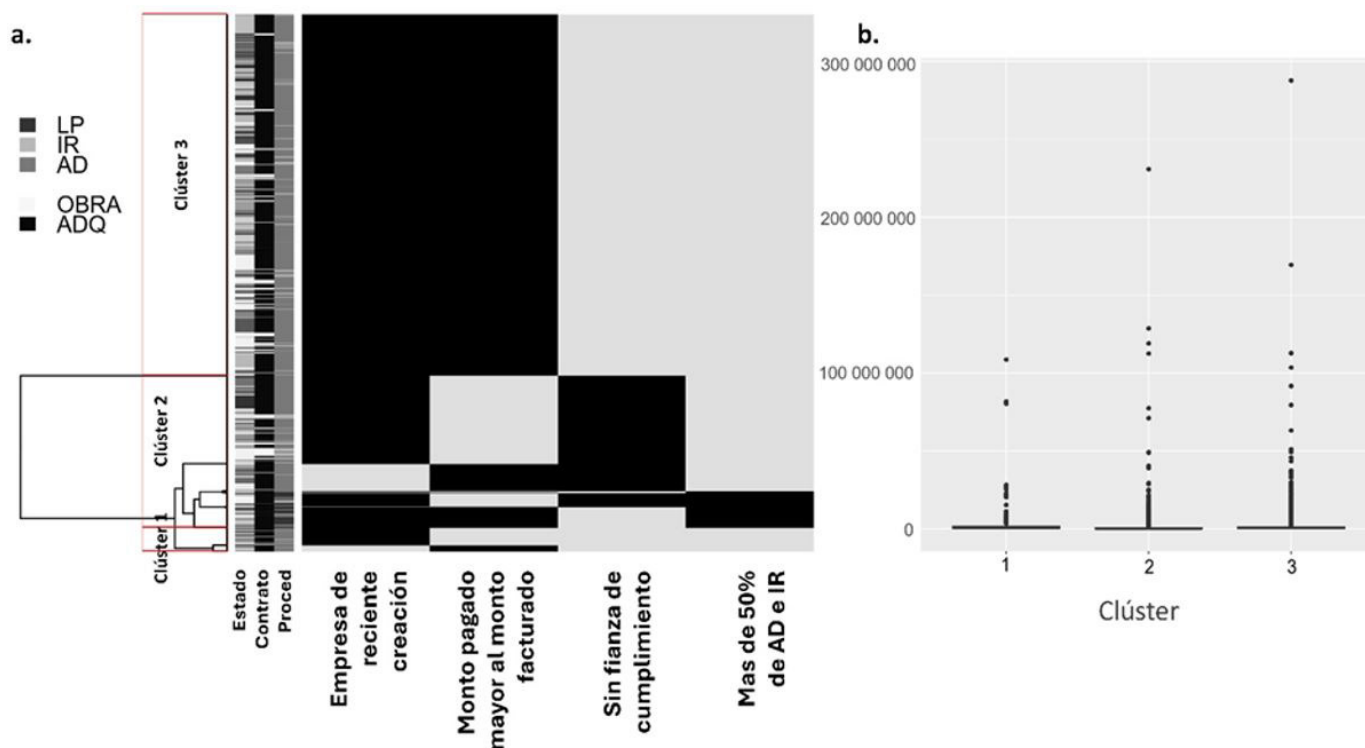 a.
LP
IR
AD
OBRA
ADQ
Clúster 3
Clúster 2
Clúster 1
Estado
Contrato
Proced
Empresa de
reciente
creación
Monto pagado
mayor al monto
facturado
Sin fianza de
cumplimiento
Mas de 50%
de AD e IR
b.
300 000 000
200 000 000
100 000 000
0
1
2
3
Clúster